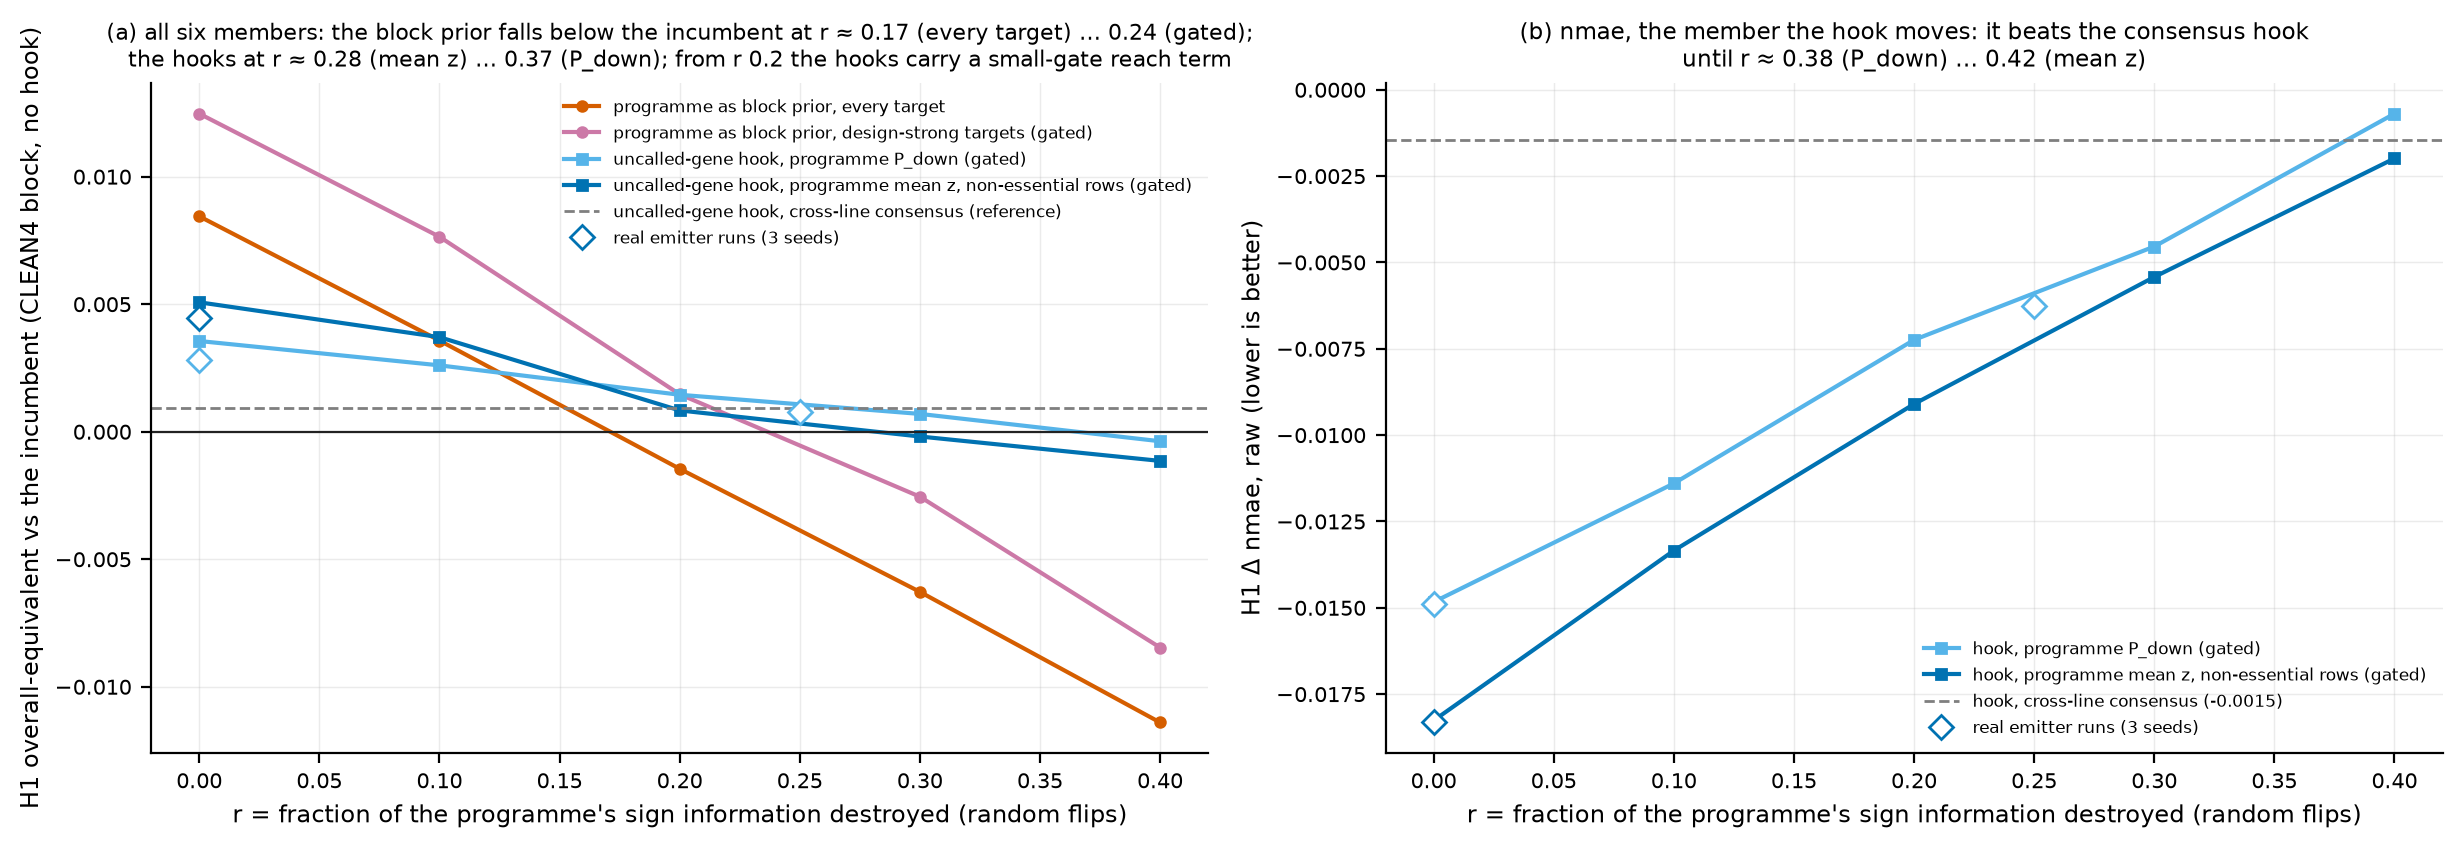 (a) all six members: the block prior falls below the incumbent at r ≈ 0.17 (every target) ... 0.24 (gated);
the hooks at r ≈ 0.28 (mean z) ... 0.37 (P_down); from r 0.2 the hooks carry a small-gate reach term
H1 overall-equivalent vs the incumbent (CLEAN4 block, no hook)
0.010
0.005
0.000
−0.005
−0.010
programme as block prior, every target
programme as block prior, design-strong targets (gated)
uncalled-gene hook, programme P_down (gated)
uncalled-gene hook, programme mean z, non-essential rows (gated)
uncalled-gene hook, cross-line consensus (reference)
real emitter runs (3 seeds)
0.00 0.05 0.10 0.15 0.20 0.25 0.30 0.35 0.40
r = fraction of the programme's sign information destroyed (random flips)
(b) nmae, the member the hook moves: it beats the consensus hook
until r ≈ 0.38 (P_down) ... 0.42 (mean z)
H1 Δ nmae, raw (lower is better)
0.0000
−0.0025
−0.0050
−0.0075
−0.0100
−0.0125
−0.0150
−0.0175
hook, programme P_down (gated)
hook, programme mean z, non-essential rows (gated)
hook, cross-line consensus (-0.0015)
real emitter runs (3 seeds)
0.00 0.05 0.10 0.15 0.20 0.25 0.30 0.35 0.40
r = fraction of the programme's sign information destroyed (random flips)